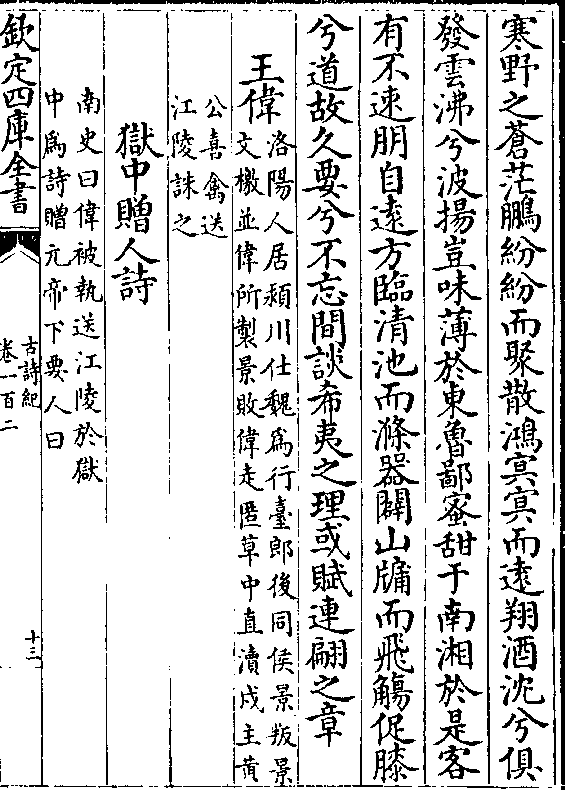 寒野之蒼茫鵬紛紛而聚散鴻㝠㝠而遠翔酒沈兮俱
發雲沸兮波揚豈味薄於東魯鄙蜜甜于南湘於是客
有不速朋自遠方臨清池而滌器闢山牖而飛觴促膝
兮道故久要兮不忘間談希夷之理或賦連翩之章
王偉
洛陽人居潁川仕魏爲行臺郎後同侯景叛景
文檄並偉所製景敗偉走匿草中直瀆戍主黃
公喜禽送
江陵誅之
獄中贈人詩
南史曰偉被執送江陵於獄
中爲詩贈元帝下要人曰
欽定四庫全書
古詩紀
卷一百二
十三